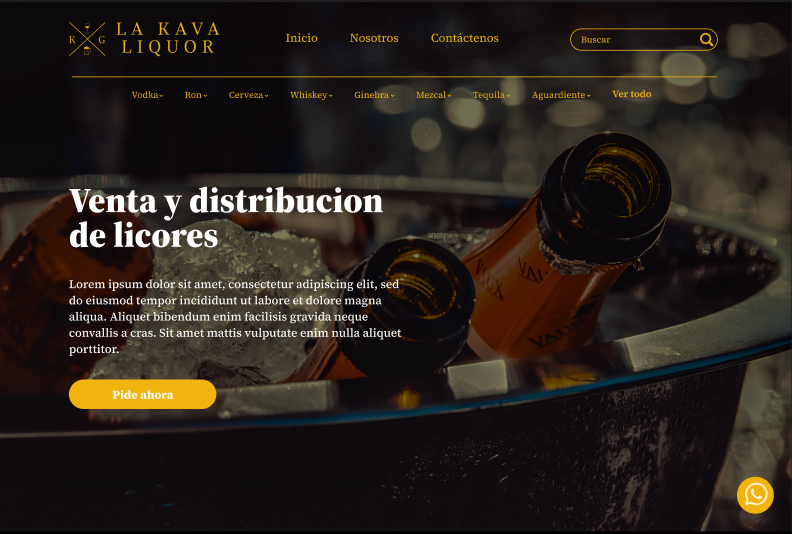 K G
LA KAVA
LIQUOR
Inicio Nosotros Contáctenos
Buscar
Vodka Ron Cerveza Whiskey Ginebra Mezcal Tequila Aguardiente Ver todo
Venta y distribucion
de licores
Lorem ipsum dolor sit amet, consectetur adipiscing elit, sed
do eiusmod tempor incididunt ut labore et dolore magna
aliqua. Aliquet bibendum enim facilisis gravida neque
convallis a cras. Sit amet mattis vulputate enim nulla aliquet
porttitor.
Pide ahora